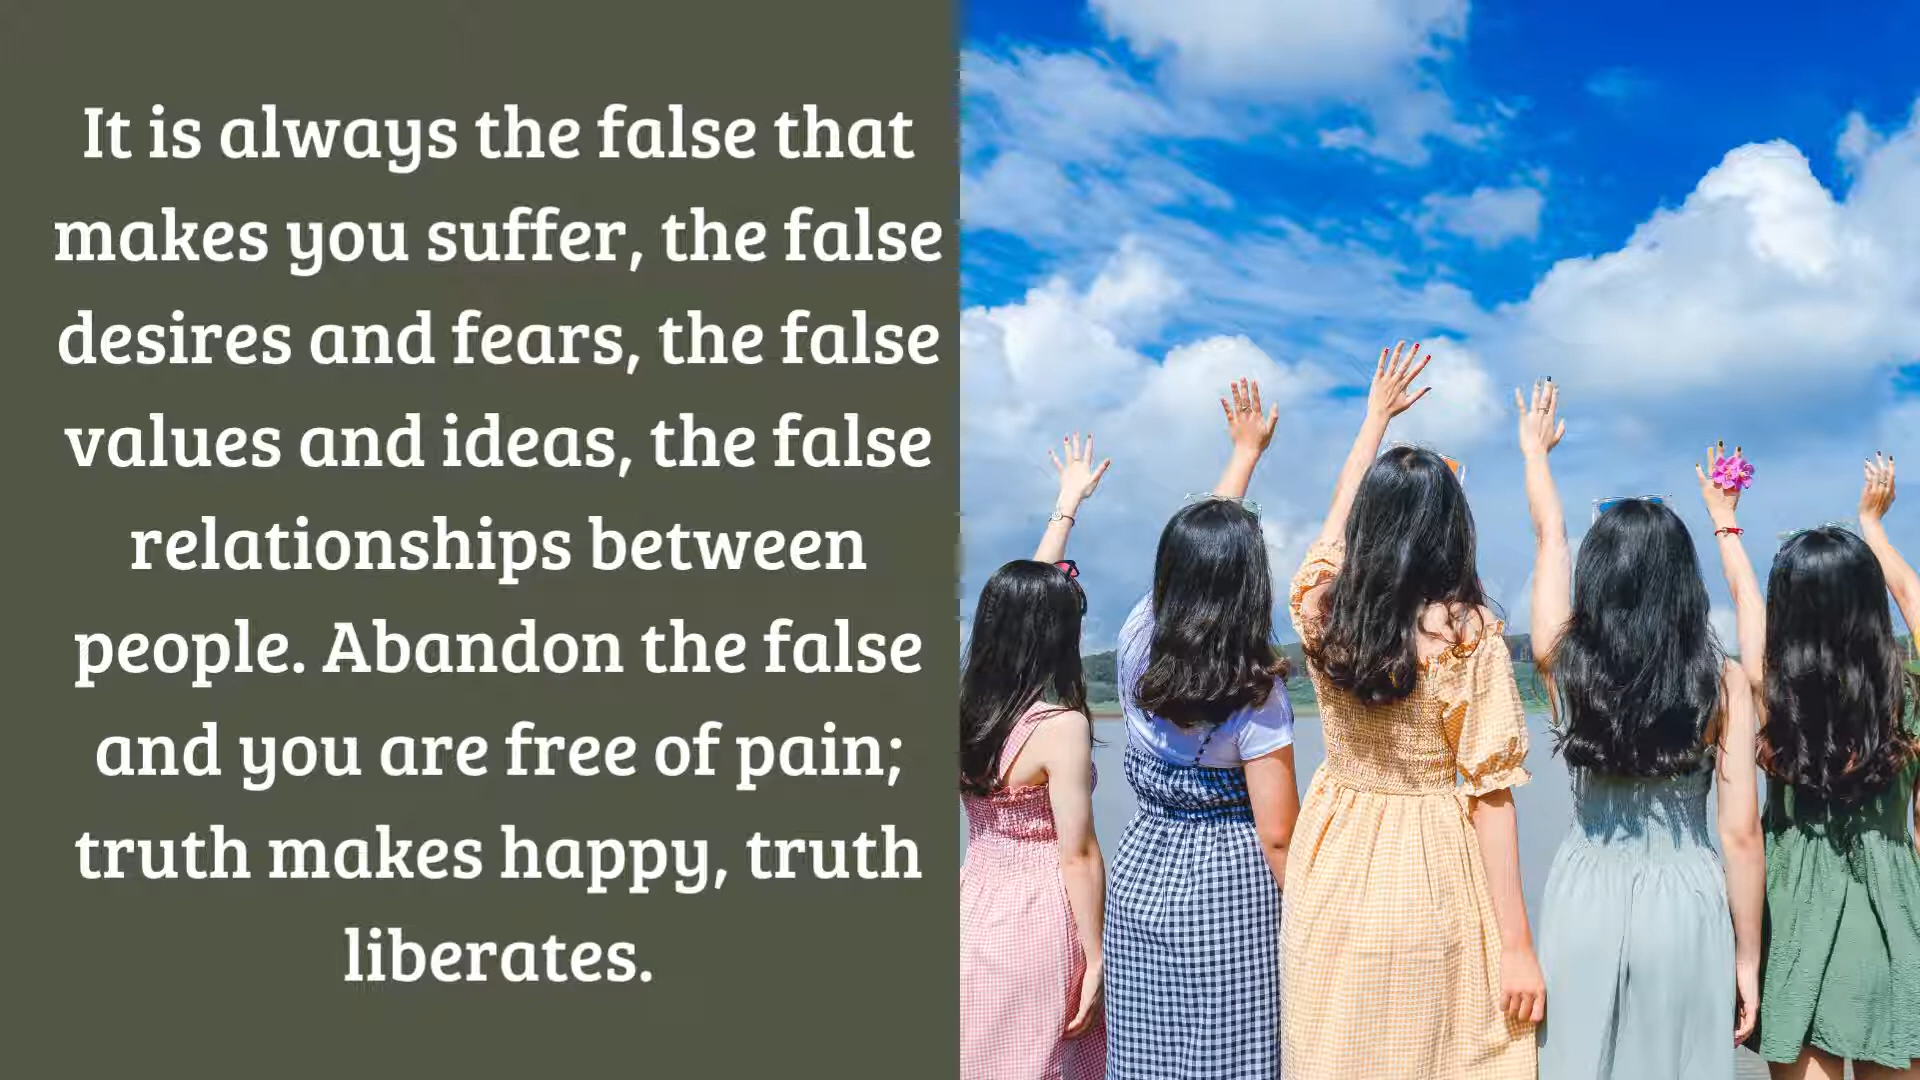 It is always the false that
makes you suffer, the false
desires and fears, the false
values and ideas, the false
relationships between
people. Abandon the false
and you are free of pain;
truth makes happy, truth
liberates.